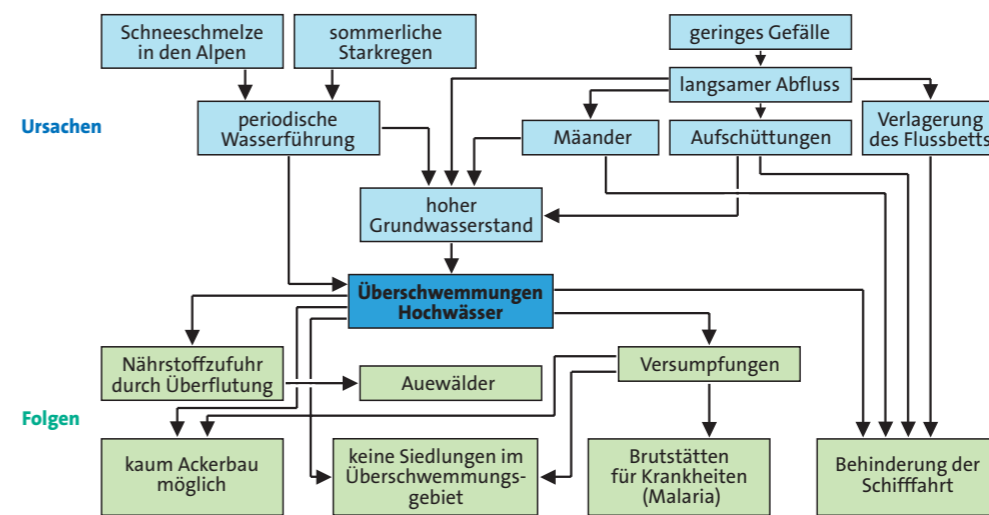 Schneeschmelze
in den Alpen
sommerliche
Starkregen
geringes Gefälle
langsamer Abfluss
Ursachen
periodische
Wasserführung
Mäander
Aufschüttungen
Verlagerung
des Flussbetts
hoher
Grundwasserstand
Überschwemmungen
Hochwässer
Nährstoffzufuhr
durch Überflutung
Auewälder
Versumpfungen
Folgen
kaum Ackerbau
möglich
keine Siedlungen im
Überschwemmungs-
gebiet
Brutstätten
für Krankheiten
(Malaria)
Behinderung der
Schifffahrt